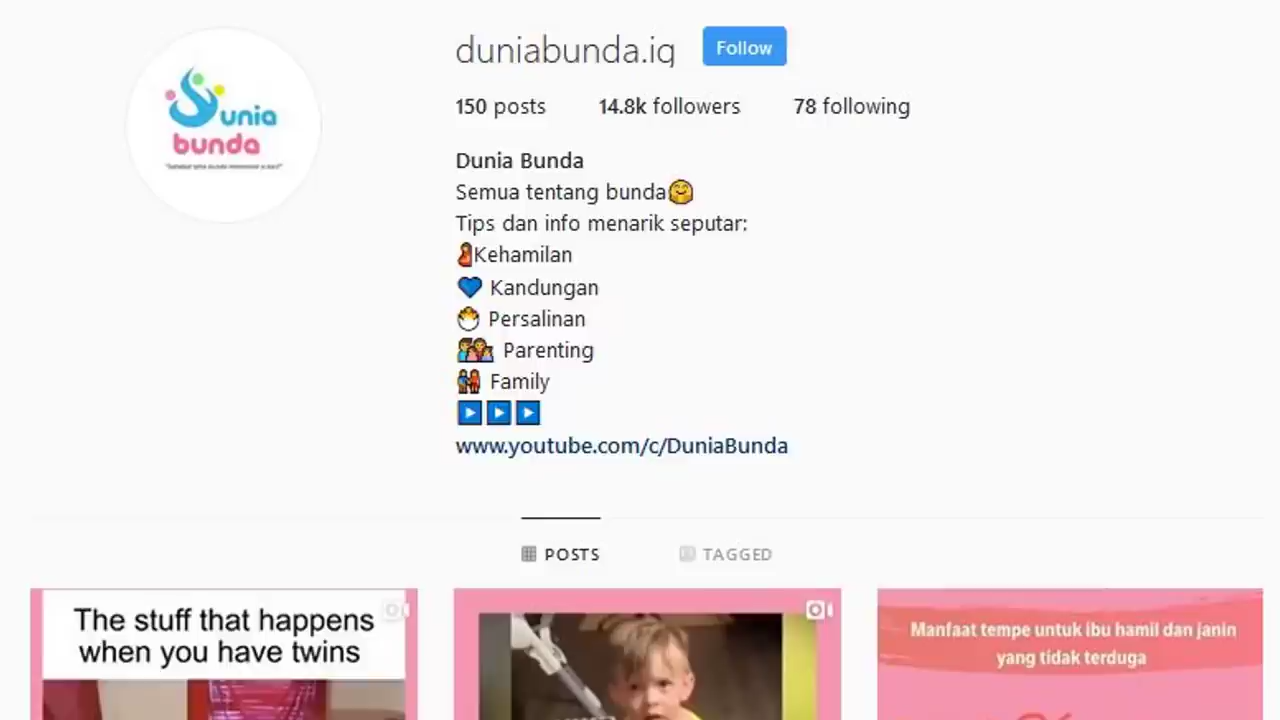 duniabunda.ig
Follow
150 posts
14.8k followers
78 following
Dunia Bunda
Semua tentang bunda🤗
Tips dan info menarik seputar:
🤰Kehamilan
💙 Kandungan
🐣 Persalinan
👨‍👩‍👧 Parenting
👫 Family
▶️▶️▶️
www.youtube.com/c/DuniaBunda
Dunia
bunda
POSTS
TAGGED
The stuff that happens
when you have twins
Manfaat tempe untuk ibu hamil dan janin
yang tidak terduga